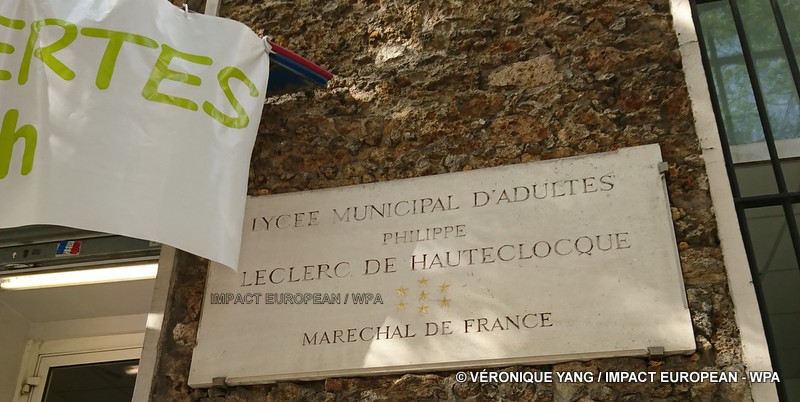 ERTES
h
LYCEE MUNICIPAL D'ADULTES
PHILIPPE
LECLERC DE HAUTECLOCQUE
IMPACT EUROPEAN / WPA
MARECHAL DE FRANCE
© VÉRONIQUE YANG / IMPACT EUROPEAN - WPA